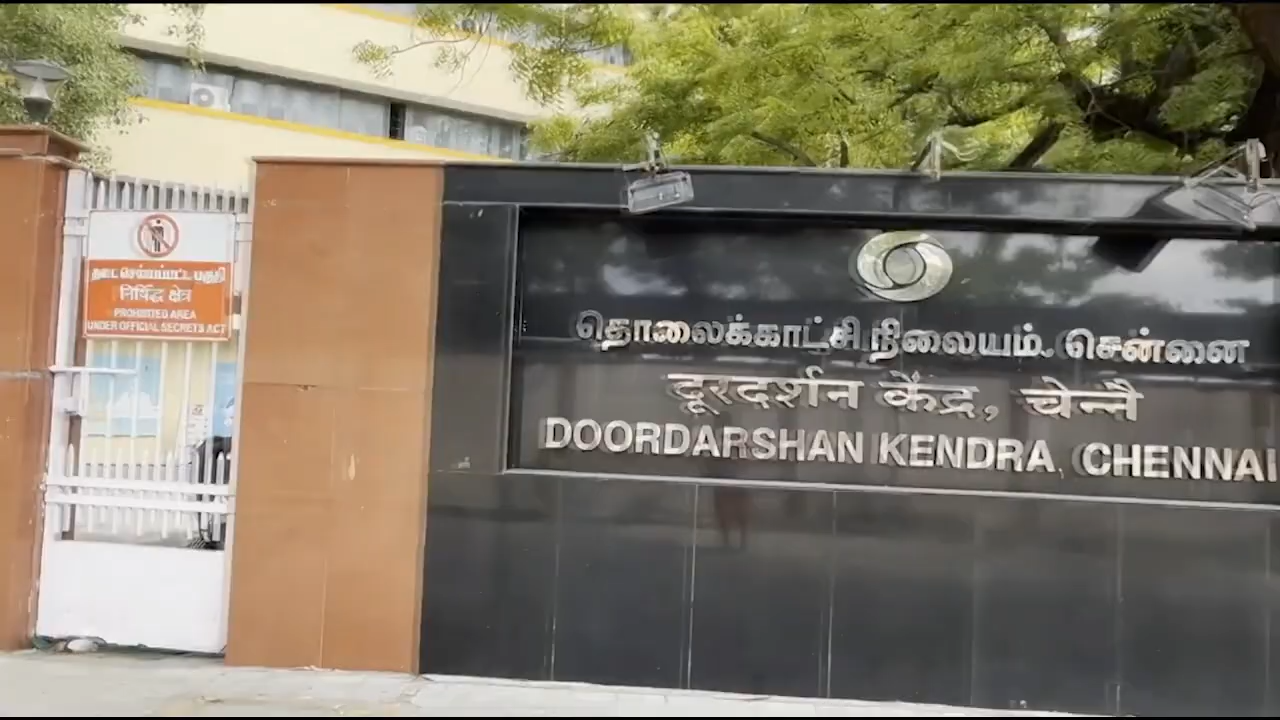 தடை செய்யப்பட்ட பகுதி
निषिद्ध क्षेत्र
PROHIBITED AREA
UNDER OFFICIAL SECRETS ACT
தொலைக்காட்சி நிலையம், சென்னை
दूरदर्शन केंद्र, चेन्नै
DOORDARSHAN KENDRA, CHENNAI